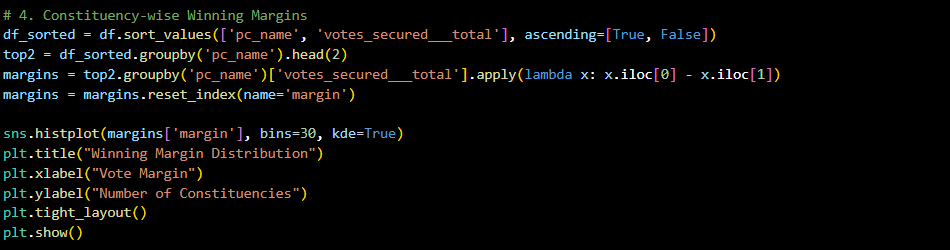 # 4. Constituency-wise Winning Margins
df_sorted = df.sort_values(['pc_name', 'votes_secured___total'], ascending=[True, False])
top2 = df_sorted.groupby('pc_name').head(2)
margins = top2.groupby('pc_name')['votes_secured___total'].apply(lambda x: x.iloc[0] - x.iloc[1])
margins = margins.reset_index(name='margin')
sns.histplot(margins['margin'], bins=30, kde=True)
plt.title("Winning Margin Distribution")
plt.xlabel("Vote Margin")
plt.ylabel("Number of Constituencies")
plt.tight_layout()
plt.show()